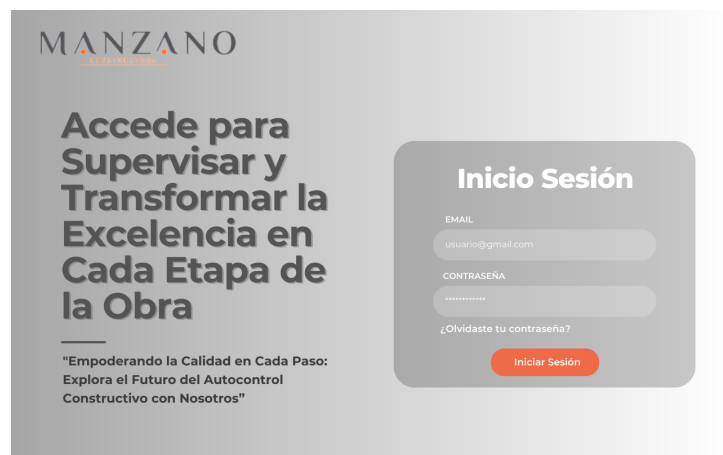 MANZANO
Accede para
Supervisar y
Transformar la
Excelencia en
Cada Etapa de
la Obra
"Empoderando la Calidad en Cada Paso:
Explora el Futuro del Autocontrol
Constructivo con Nosotros”
Inicio Sesión
EMAIL
usuario@gmail.com
CONTRASEÑA
************
¿Olvidaste tu contraseña?
Iniciar Sesión